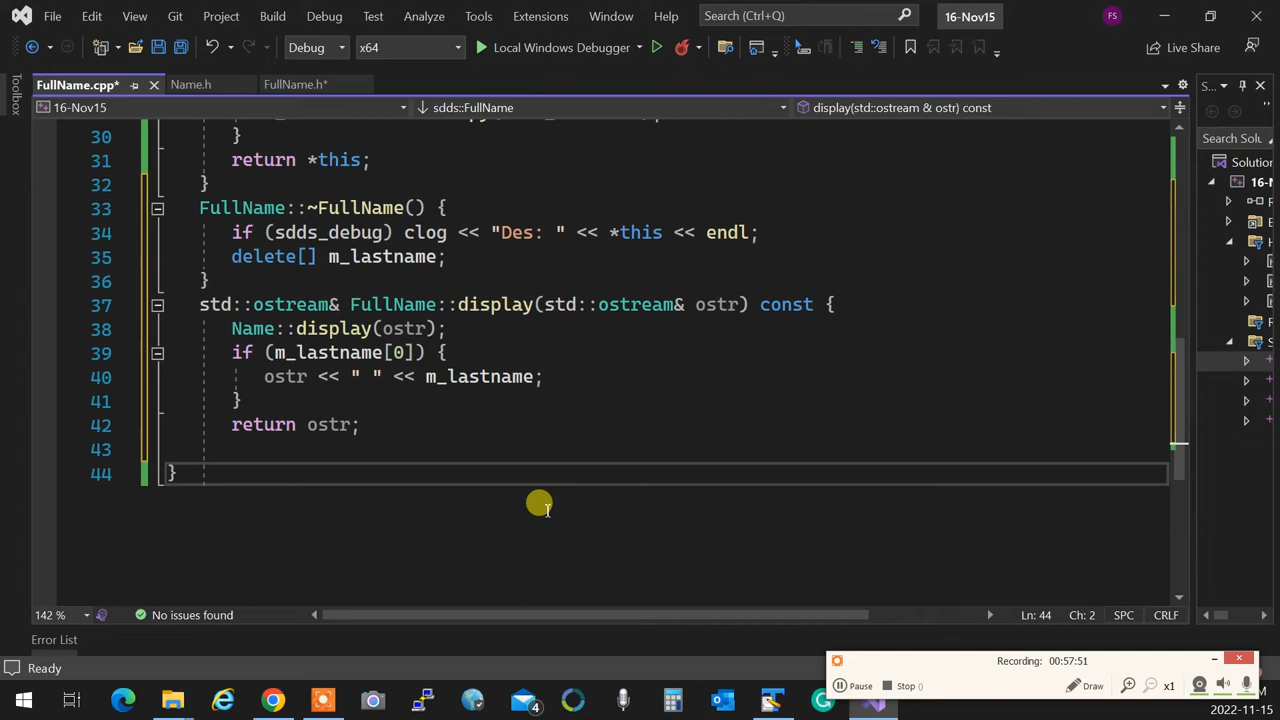 File Edit View Git Project Build Debug Test Analyze Tools Extensions Window Help Search (Ctrl+Q) 16-Nov15 FS
Debug x64 Local Windows Debugger Live Share
Toolbox
FullName.cpp* Name.h FullName.h* S...
16-Nov15 sdds::FullName display(std::ostream & ostr) const
Search Solu
Solution
30 }
31 return *this;
32 }
33 FullName::~FullName() {
34 if (sdds_debug) clog << "Des: " << *this << endl;
35 delete[] m_lastname;
36 }
37 std::ostream& FullName::display(std::ostream& ostr) const {
38 Name::display(ostr);
39 if (m_lastname[0]) {
40 ostr << " " << m_lastname;
41 }
42 return ostr;
43
44 }
142 % No issues found Ln: 44 Ch: 2 SPC CRLF
Error List
Ready
Recording: 00:57:51
Pause Stop () Draw x1
4
2022-11-15